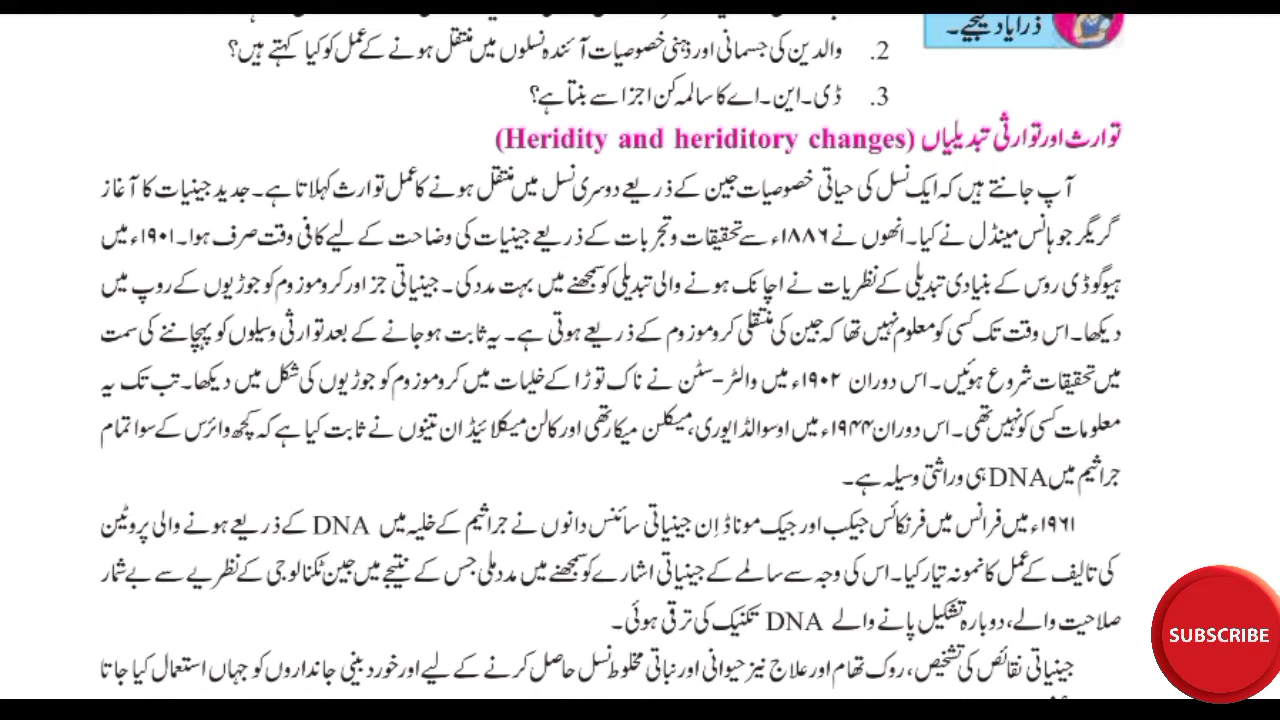 ذرا یاد دیجیے۔
2. والدین کی جسمانی اور ذہنی خصوصیات آئندہ نسلوں میں منتقل ہونے کے عمل کو کیا کہتے ہیں؟
3. ڈی۔ این۔ اے کا سالمہ کن اجزا سے بنتا ہے؟
توارث اور توارثی تبدیلیاں (Heridity and heriditory changes)
آپ جانتے ہیں کہ ایک نسل کی حیاتی خصوصیات جین کے ذریعے دوسری نسل میں منتقل ہونے کا عمل توارث کہلاتا ہے۔ جدید جینیات کا آغاز
گریگر جوہانس مینڈل نے کیا۔ انھوں نے ۱۸۸۶ء سے تحقیقات و تجربات کے ذریعے جینیات کی وضاحت کے لیے کافی وقت صرف ہوا۔ ۱۹۰۱ء میں
ہیوگو ڈی روس کے بنیادی تبدیلی کے نظریات نے اچانک ہونے والی تبدیلی کو سمجھنے میں بہت مدد کی۔ جینیاتی جز اور کروموزوم کو جوڑیوں کے روپ میں
دیکھا۔ اس وقت تک کسی کو معلوم نہیں تھا کہ جین کی منتقلی کروموزوم کے ذریعے ہوتی ہے۔ یہ ثابت ہو جانے کے بعد توارثی وسیلوں کو پہچاننے کی سمت
میں تحقیقات شروع ہوئیں۔ اس دوران ۱۹۰۲ء میں والٹر-سٹن نے ناک توڑا کے خلیات میں کروموزوم کو جوڑیوں کی شکل میں دیکھا۔ تب تک یہ
معلومات کسی کو نہیں تھی۔ اس دوران ۱۹۴۴ء میں اوسوالڈ ایوری، میکلن میکارتھی اور کالن میکلائیڈ ان تینوں نے ثابت کیا ہے کہ کچھ وائرس کے سوا تمام
جراثیم میں DNA ہی وراثتی وسیلہ ہے۔
۱۹۶۱ء میں فرانس میں فرنکائس جیکب اور جیک موناڈ اِن جینیاتی سائنس دانوں نے جراثیم کے خلیہ میں DNA کے ذریعے ہونے والی پروٹین
کی تالیف کے عمل کا نمونہ تیار کیا۔ اس کی وجہ سے سالمے کے جینیاتی اشارے کو سمجھنے میں مدد ملی جس کے نتیجے میں جین ٹکنالوجی کے نظریے سے بے شمار
صلاحیت والے، دوبارہ تشکیل پانے والے DNA تکنیک کی ترقی ہوئی۔
جینیاتی نقائص کی تشخیص، روک تھام اور علاج نیز حیوانی اور نباتی مخلوط نسل حاصل کرنے کے لیے اور خوردبینی جانداروں کو جہاں استعمال کیا جاتا
SUBSCRIBE